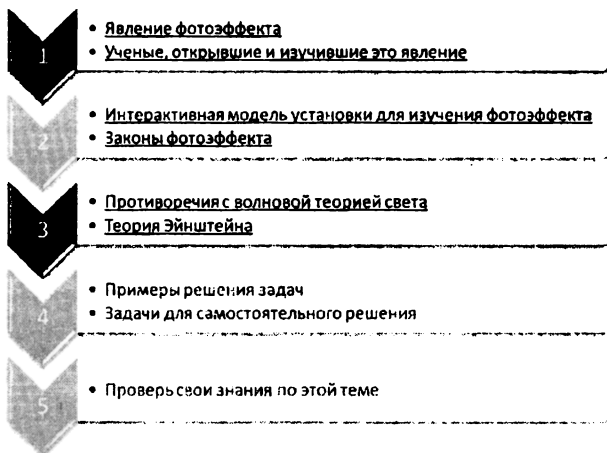 1
• Явление фотоэффекта
• Ученые, открывшие и изучившие это явление
2
• Интерактивная модель установки для изучения фотоэффекта
• Законы фотоэффекта
3
• Противоречия с волновой теорией света
• Теория Эйнштейна
4
• Примеры решения задач
• Задачи для самостоятельного решения
5
• Проверь свои знания по этой теме